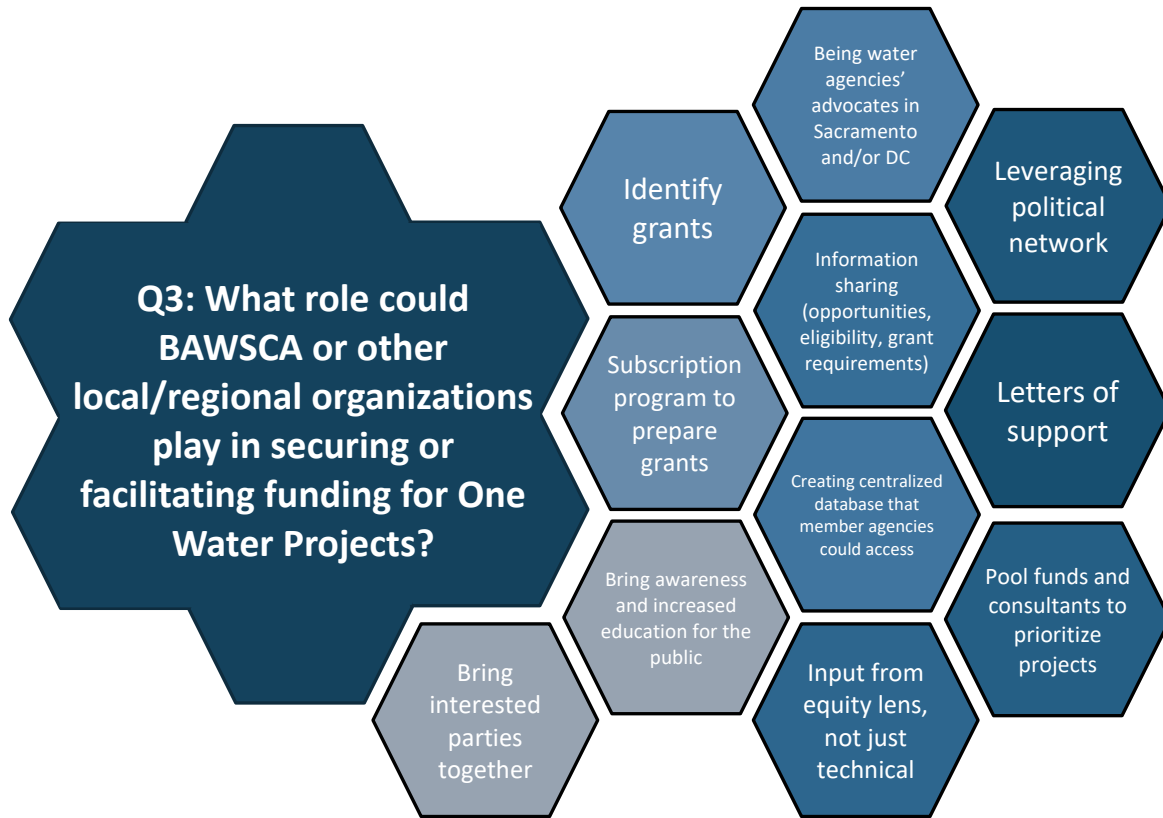 Q3: What role could
BAWSCA or other
local/regional organizations
play in securing or
facilitating funding for One
Water Projects?
Being water
agencies’
advocates in
Sacramento
and/or DC
Identify
grants
Leveraging
political
network
Information
sharing
(opportunities,
eligibility, grant
requirements)
Subscription
program to
prepare
grants
Letters of
support
Creating centralized
database that
member agencies
could access
Bring awareness
and increased
education for the
public
Pool funds and
consultants to
prioritize
projects
Bring
interested
parties
together
Input from
equity lens,
not just
technical